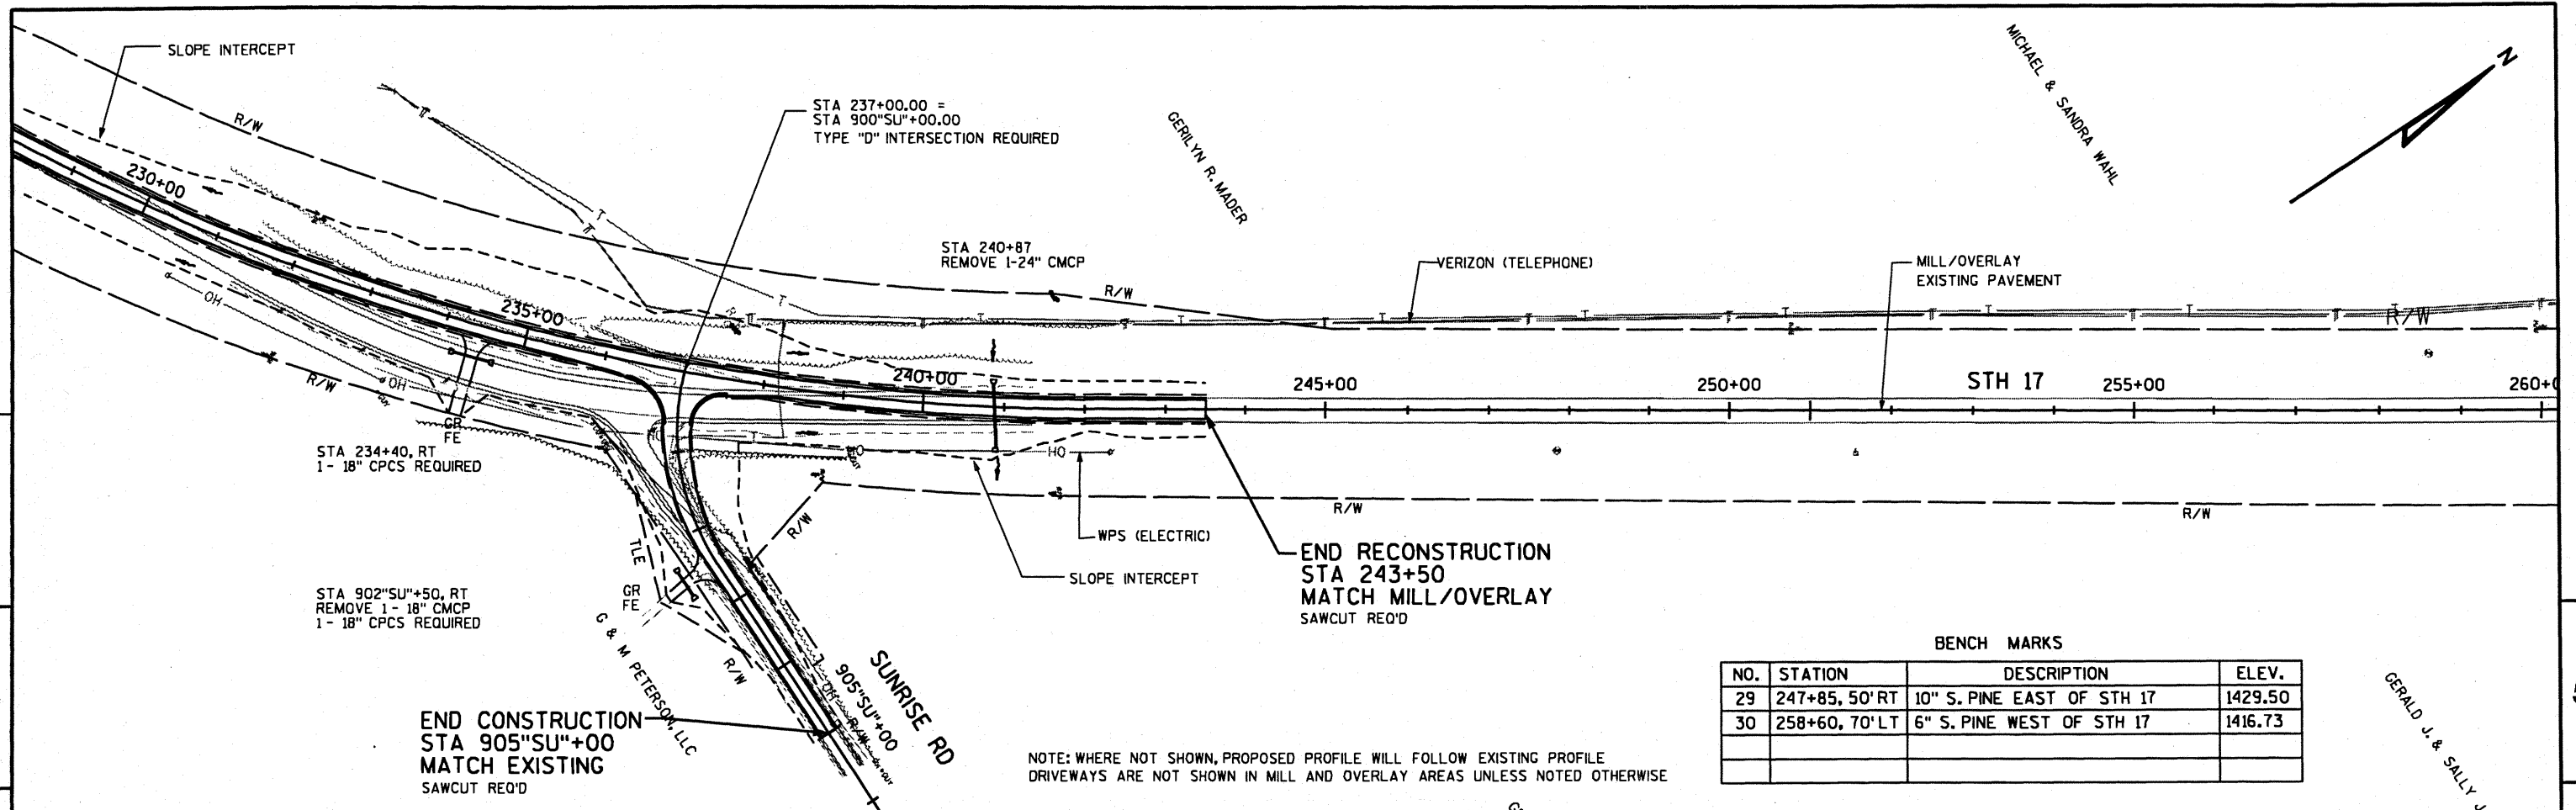 SLOPE INTERCEPT
R/W
STA 237+00.00 =
STA 900"SU"+00.00
TYPE "D" INTERSECTION REQUIRED
GERILYN R. MADER
MICHAEL & SANDRA WAHL
N
230+00
STA 240+87
REMOVE 1-24" CMCP
VERIZON (TELEPHONE)
MILL/OVERLAY
EXISTING PAVEMENT
R/W
R/W
OH
235+00
240+00
245+00
250+00
STH 17
255+00
260+0
R/W
OH
GR
FE
STA 234+40, RT
1- 18" CPCS REQUIRED
HO
HO
R/W
R/W
R/W
WPS (ELECTRIC)
SLOPE INTERCEPT
END RECONSTRUCTION
STA 243+50
MATCH MILL/OVERLAY
SAWCUT REQ'D
TLE
GR
FE
STA 902"SU"+50, RT
REMOVE 1 - 18" CMCP
1 - 18" CPCS REQUIRED
G & M PETERSON, LLC
R/W
SUNRISE RD
905"SU"+00
OH
R/W
END CONSTRUCTION
STA 905"SU"+00
MATCH EXISTING
SAWCUT REQ'D
NOTE: WHERE NOT SHOWN, PROPOSED PROFILE WILL FOLLOW EXISTING PROFILE
DRIVEWAYS ARE NOT SHOWN IN MILL AND OVERLAY AREAS UNLESS NOTED OTHERWISE
BENCH MARKS
NO. STATION DESCRIPTION ELEV.
29 247+85, 50'RT 10" S. PINE EAST OF STH 17 1429.50
30 258+60, 70'LT 6" S. PINE WEST OF STH 17 1416.73
GERALD J. & SALLY J.